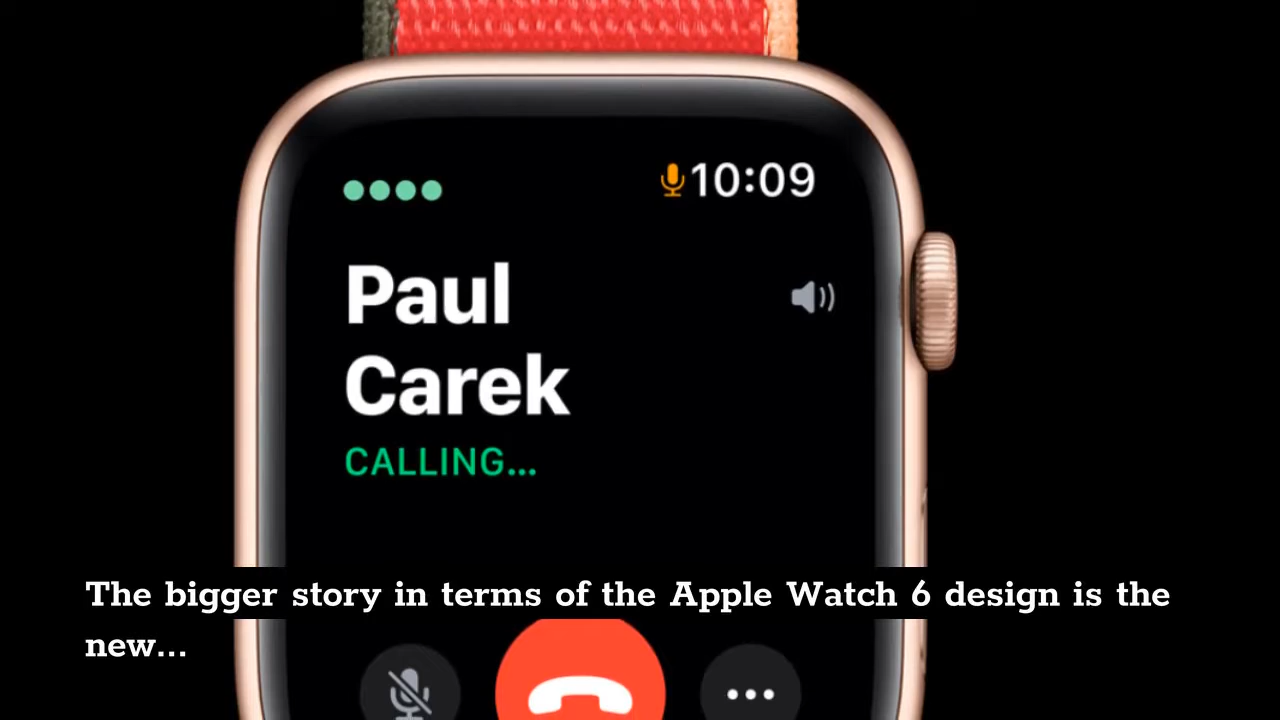 10:09
Paul
Carek
CALLING...
The bigger story in terms of the Apple Watch 6 design is the
new...